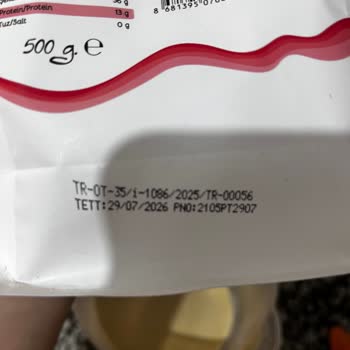 36 g
Protein/Protein 13 g
Tuz/Salt 0 g
500 g. e
TR-OT-35/i-1086/2025/TR-00056
TETT:29/07/2026 PNO:2105PT2907